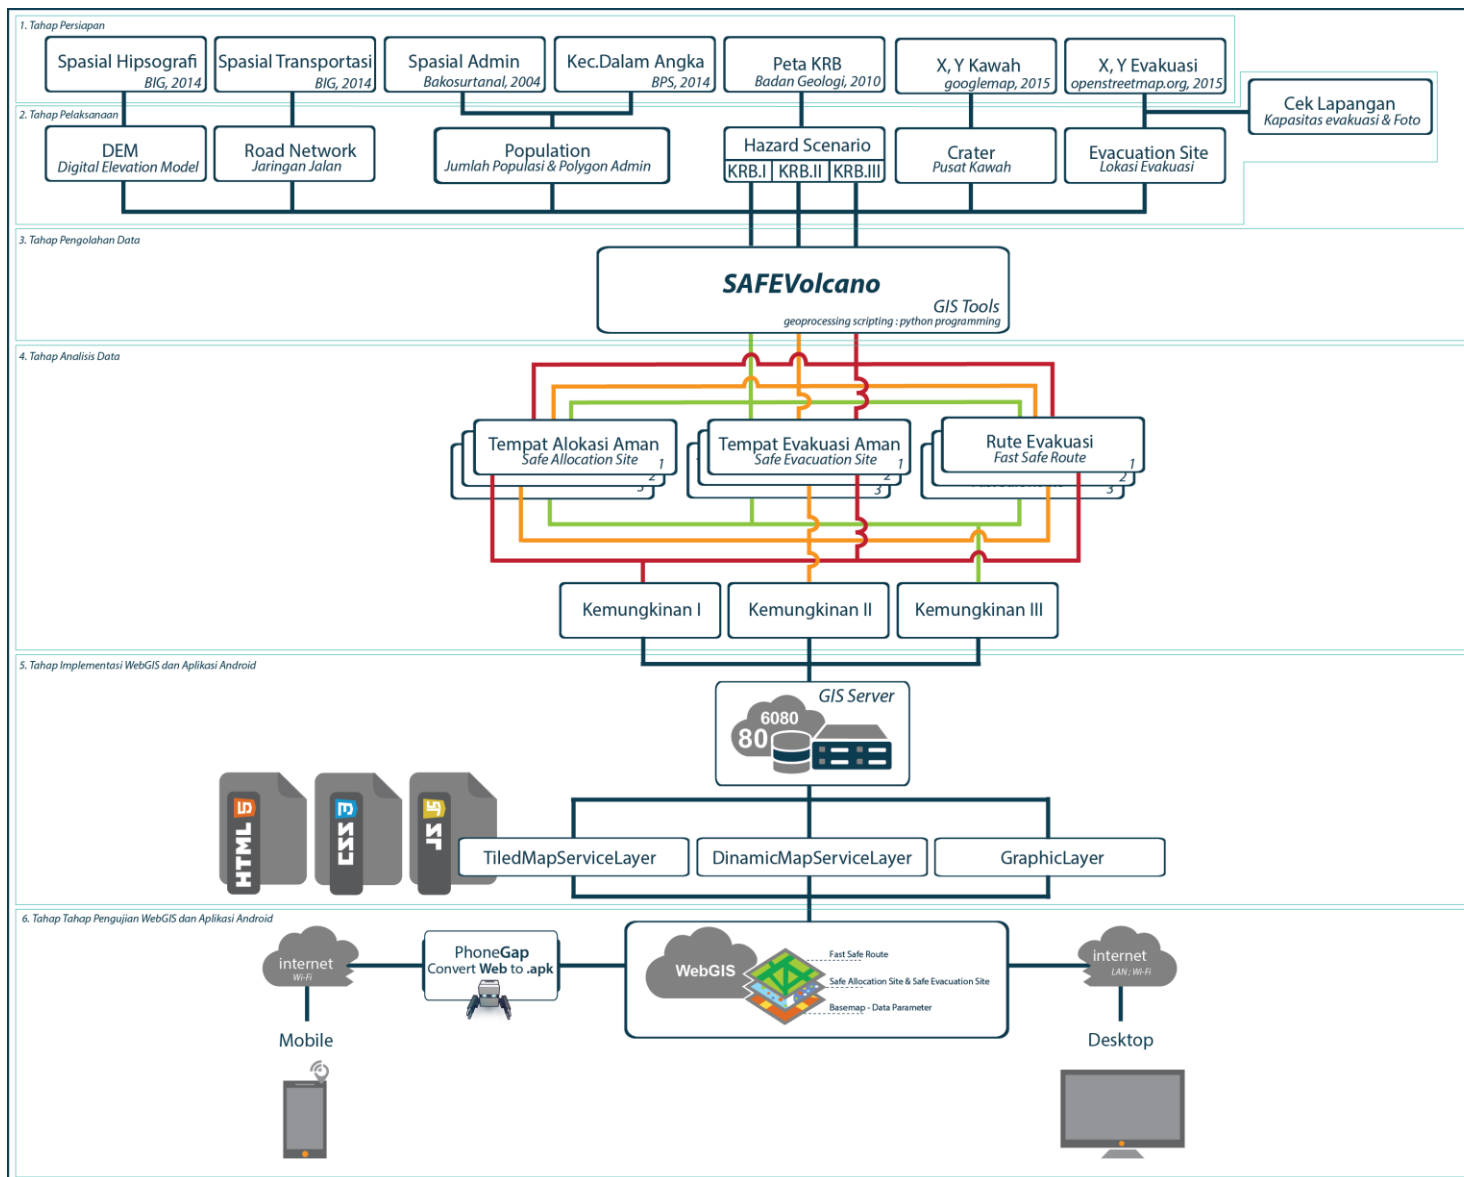 1. Tahap Persiapan
Spasial Hipsografi
BIG, 2014
Spasial Transportasi
BIG, 2014
Spasial Admin
Bakosurtanal, 2004
Kec.Dalam Angka
BPS, 2014
Peta KRB
Badan Geologi, 2010
X, Y Kawah
googlemap, 2015
X, Y Evakuasi
openstreetmap.org, 2015
Cek Lapangan
Kapasitas evakuasi & Foto
2. Tahap Pelaksanaan
DEM
Digital Elevation Model
Road Network
Jaringan Jalan
Population
Jumlah Populasi & Polygon Admin
Hazard Scenario
KRB.I KRB.II KRB.III
Crater
Pusat Kawah
Evacuation Site
Lokasi Evakuasi
3. Tahap Pengolahan Data
SAFEVolcano
GIS Tools
geoprocessing scripting : python programming
4. Tahap Analisis Data
Tempat Alokasi Aman
Safe Allocation Site
1
2
3
Tempat Evakuasi Aman
Safe Evacuation Site
1
2
3
Rute Evakuasi
Fast Safe Route
1
2
3
Kemungkinan I
Kemungkinan II
Kemungkinan III
5. Tahap Implementasi WebGIS dan Aplikasi Android
GIS Server
6080
80
HTML 5
CSS 3
JS
TiledMapServiceLayer
DinamicMapServiceLayer
GraphicLayer
6. Tahap Tahap Pengujian WebGIS dan Aplikasi Android
internet
Wi-Fi
PhoneGap
Convert Web to .apk
WebGIS
Fast Safe Route
Safe Allocation Site & Safe Evacuation Site
Basemap - Data Parameter
internet
LAN ; Wi-Fi
Mobile
Desktop